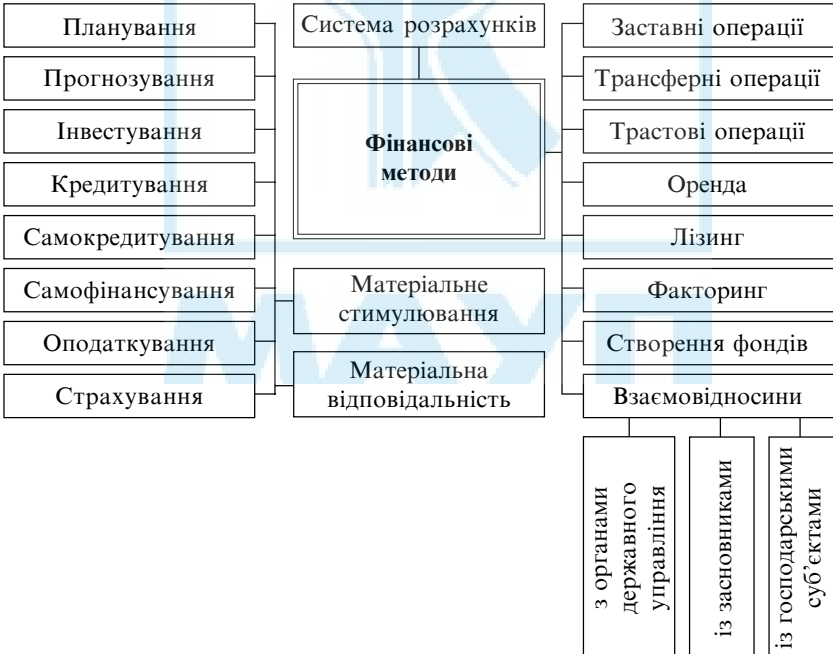 Планування
Прогнозування
Інвестування
Кредитування
Самокредитування
Самофінансування
Оподаткування
Страхування
Система розрахунків
Фінансові
методи
Матеріальне
стимулювання
Матеріальна
відповідальність
Заставні операції
Трансферні операції
Трастові операції
Оренда
Лізинг
Факторинг
Створення фондів
Взаємовідносини
з органами
державного
управління
із засновниками
із господарськими
суб’єктами
МАУП